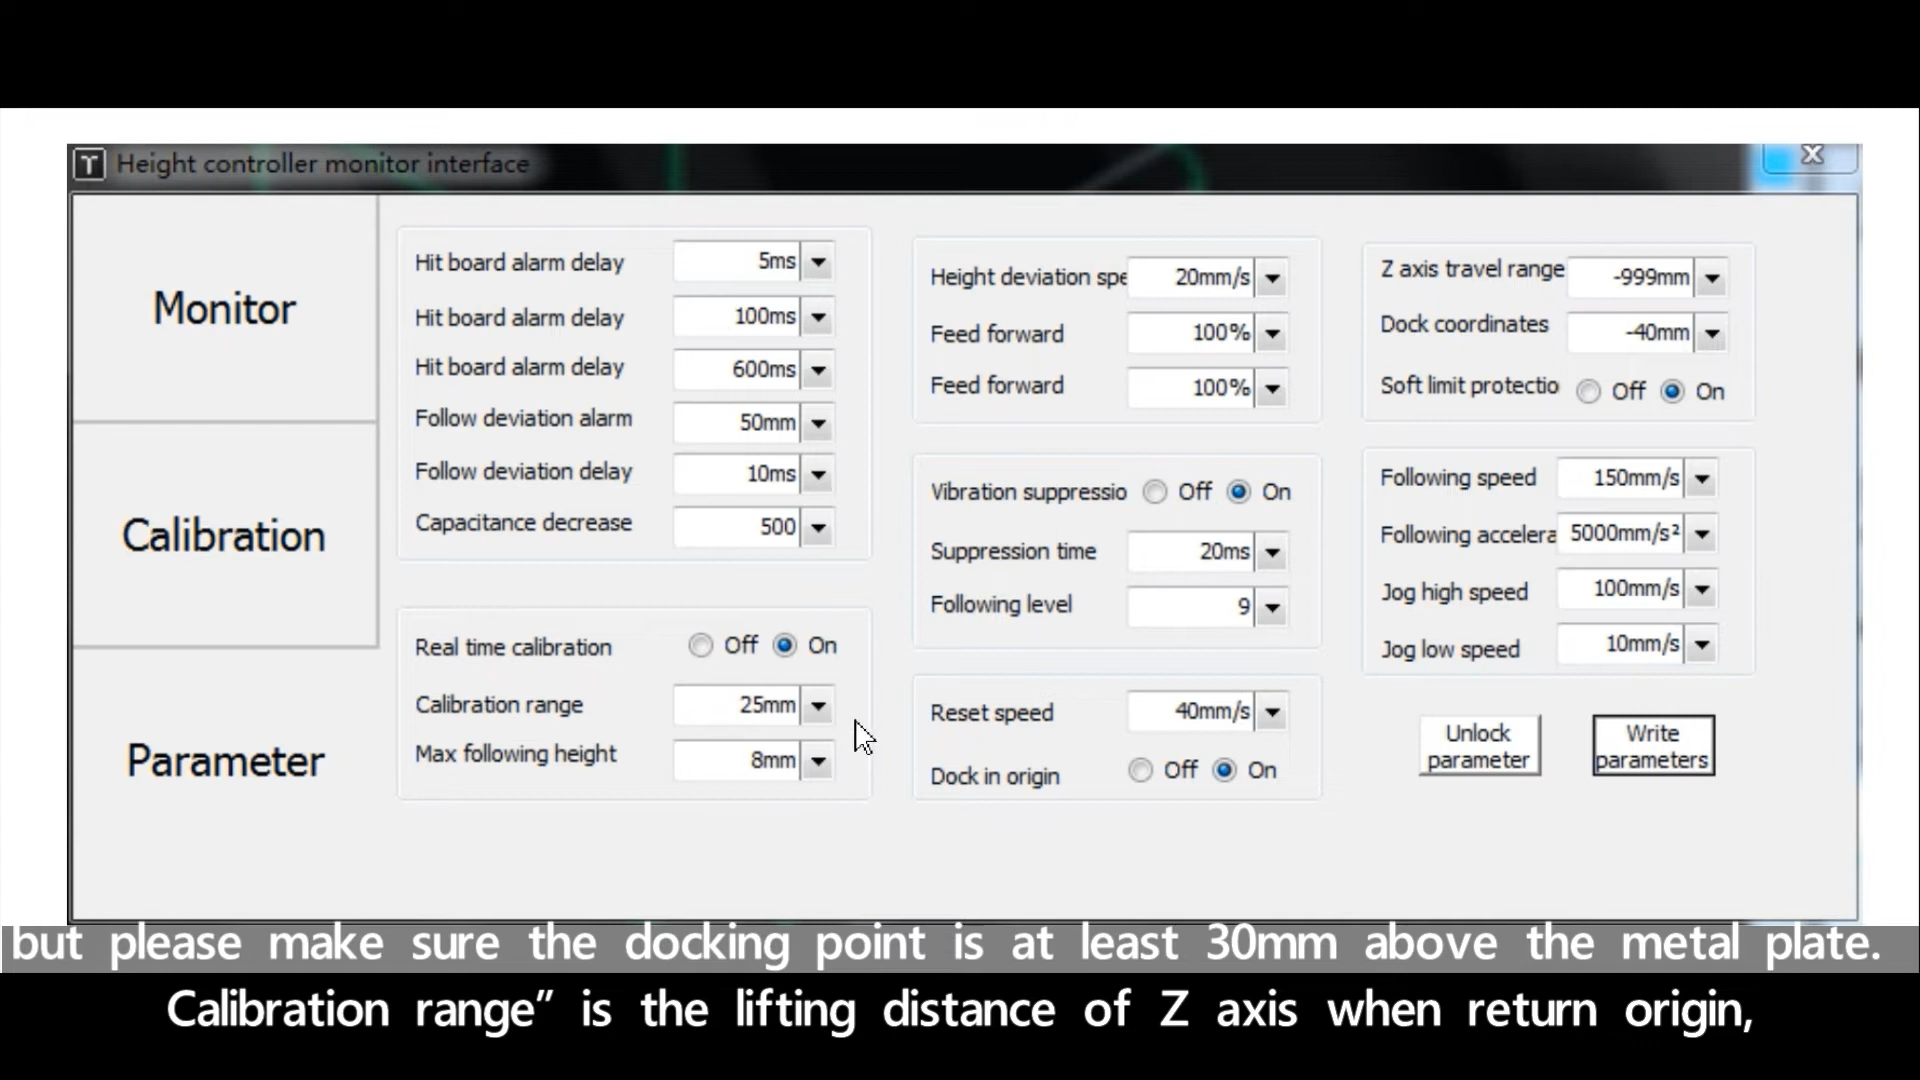 Height controller monitor interface
Monitor
Calibration
Parameter
Hit board alarm delay 5ms
Hit board alarm delay 100ms
Hit board alarm delay 600ms
Follow deviation alarm 50mm
Follow deviation delay 10ms
Capacitance decrease 500
Real time calibration Off On
Calibration range 25mm
Max following height 8mm
Height deviation spe 20mm/s
Feed forward 100%
Feed forward 100%
Vibration suppressio Off On
Suppression time 20ms
Following level 9
Reset speed 40mm/s
Dock in origin Off On
Z axis travel range -999mm
Dock coordinates -40mm
Soft limit protectio Off On
Following speed 150mm/s
Following accelera 5000mm/s²
Jog high speed 100mm/s
Jog low speed 10mm/s
Unlock
parameter
Write
parameters
but please make sure the docking point is at least 30mm above the metal plate.
Calibration range” is the lifting distance of Z axis when return origin,